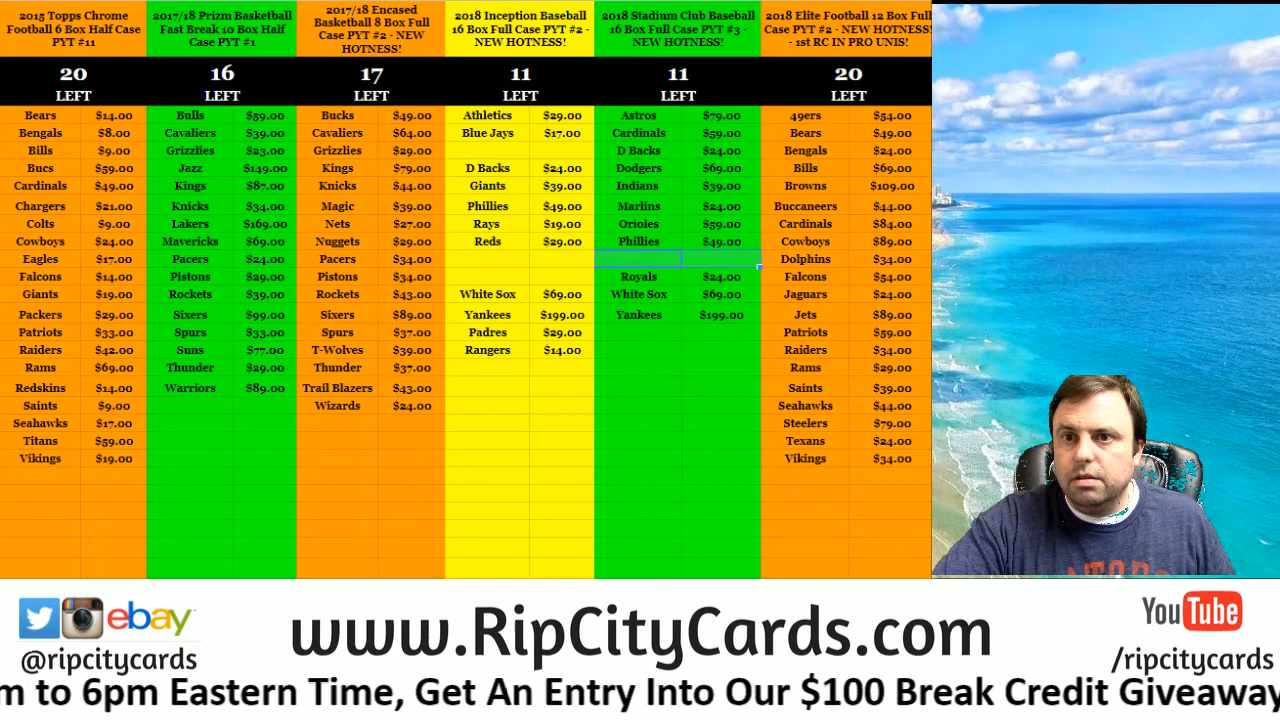 2015 Topps Chrome
Football 6 Box Half Case
PYT #11
20
LEFT
Bears $14.00
Bengals $8.00
Bills $9.00
Bucs $59.00
Cardinals $49.00
Chargers $21.00
Colts $9.00
Cowboys $24.00
Eagles $17.00
Falcons $14.00
Giants $19.00
Packers $29.00
Patriots $33.00
Raiders $42.00
Rams $69.00
Redskins $14.00
Saints $9.00
Seahawks $17.00
Titans $59.00
Vikings $19.00
2017/18 Prizm Basketball
Fast Break 10 Box Half
Case PYT #1
16
LEFT
Bulls $59.00
Cavaliers $39.00
Grizzlies $23.00
Jazz $149.00
Kings $87.00
Knicks $34.00
Lakers $169.00
Mavericks $69.00
Pacers $24.00
Pistons $29.00
Rockets $39.00
Sixers $99.00
Spurs $33.00
Suns $77.00
Thunder $29.00
Warriors $89.00
2017/18 Encased
Basketball 8 Box Full
Case PYT #2 - NEW
HOTNESS!
17
LEFT
Bucks $49.00
Cavaliers $64.00
Grizzlies $29.00
Kings $79.00
Knicks $44.00
Magic $39.00
Nets $27.00
Nuggets $29.00
Pacers $34.00
Pistons $34.00
Rockets $43.00
Sixers $89.00
Spurs $37.00
T-Wolves $39.00
Thunder $37.00
Trail Blazers $43.00
Wizards $24.00
2018 Inception Baseball
16 Box Full Case PYT #2 -
NEW HOTNESS!
11
LEFT
Athletics $29.00
Blue Jays $17.00
D Backs $24.00
Giants $39.00
Phillies $49.00
Rays $19.00
Reds $29.00
White Sox $69.00
Yankees $199.00
Padres $29.00
Rangers $14.00
2018 Stadium Club Baseball
16 Box Full Case PYT #3 -
NEW HOTNESS!
11
LEFT
Astros $79.00
Cardinals $59.00
D Backs $24.00
Dodgers $69.00
Indians $39.00
Marlins $24.00
Orioles $59.00
Phillies $49.00
Royals $24.00
White Sox $69.00
Yankees $199.00
2018 Elite Football 12 Box Full
Case PYT #2 - NEW HOTNESS!
- 1st RC IN PRO UNIS!
20
LEFT
49ers $54.00
Bears $49.00
Bengals $24.00
Bills $69.00
Browns $109.00
Buccaneers $44.00
Cardinals $84.00
Cowboys $89.00
Dolphins $34.00
Falcons $54.00
Jaguars $24.00
Jets $89.00
Patriots $59.00
Raiders $34.00
Rams $29.00
Saints $39.00
Seahawks $44.00
Steelers $79.00
Texans $24.00
Vikings $34.00
ebay
@ripcitycards
www.RipCityCards.com
YouTube
/ripcitycards
m to 6pm Eastern Time, Get An Entry Into Our $100 Break Credit Giveaway